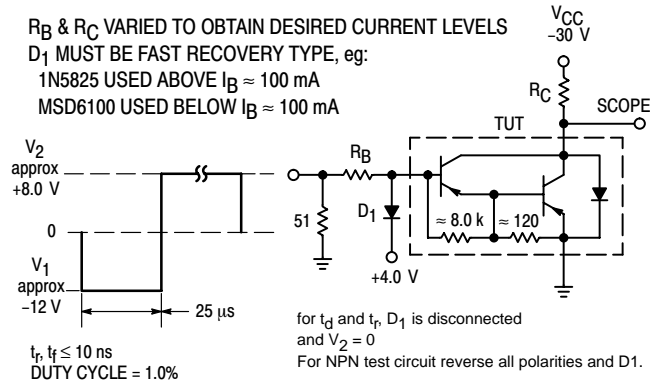 R_B & R_C VARIED TO OBTAIN DESIRED CURRENT LEVELS
D_1 MUST BE FAST RECOVERY TYPE, eg:
1N5825 USED ABOVE I_B ≈ 100 mA
MSD6100 USED BELOW I_B ≈ 100 mA
V_CC
−30 V
R_C
SCOPE
TUT
V_2
approx
+8.0 V
R_B
51
D_1
≈ 8.0 k
≈ 120
0
+4.0 V
V_1
approx
−12 V
25 μs
t_r, t_f ≤ 10 ns
DUTY CYCLE = 1.0%
for t_d and t_r, D_1 is disconnected
and V_2 = 0
For NPN test circuit reverse all polarities and D1.